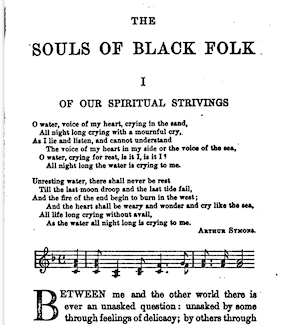 THE
SOULS OF BLACK FOLK
I
OF OUR SPIRITUAL STRIVINGS
O water, voice of my heart, crying in the sand,
All night long crying with a mournful cry,
As I lie and listen, and cannot understand
The voice of my heart in my side or the voice of the sea,
O water, crying for rest, is it I, is it I?
All night long the water is crying to me.
Unresting water, there shall never be rest
Till the last moon droop and the last tide fail,
And the fire of the end begin to burn in the west;
And the heart shall be weary and wonder and cry like the sea,
All life long crying without avail,
As the water all night long is crying to me.
ARTHUR SYMONS.
BETWEEN me and the other world there is
ever an unasked question: unasked by some
through feelings of delicacy; by others through